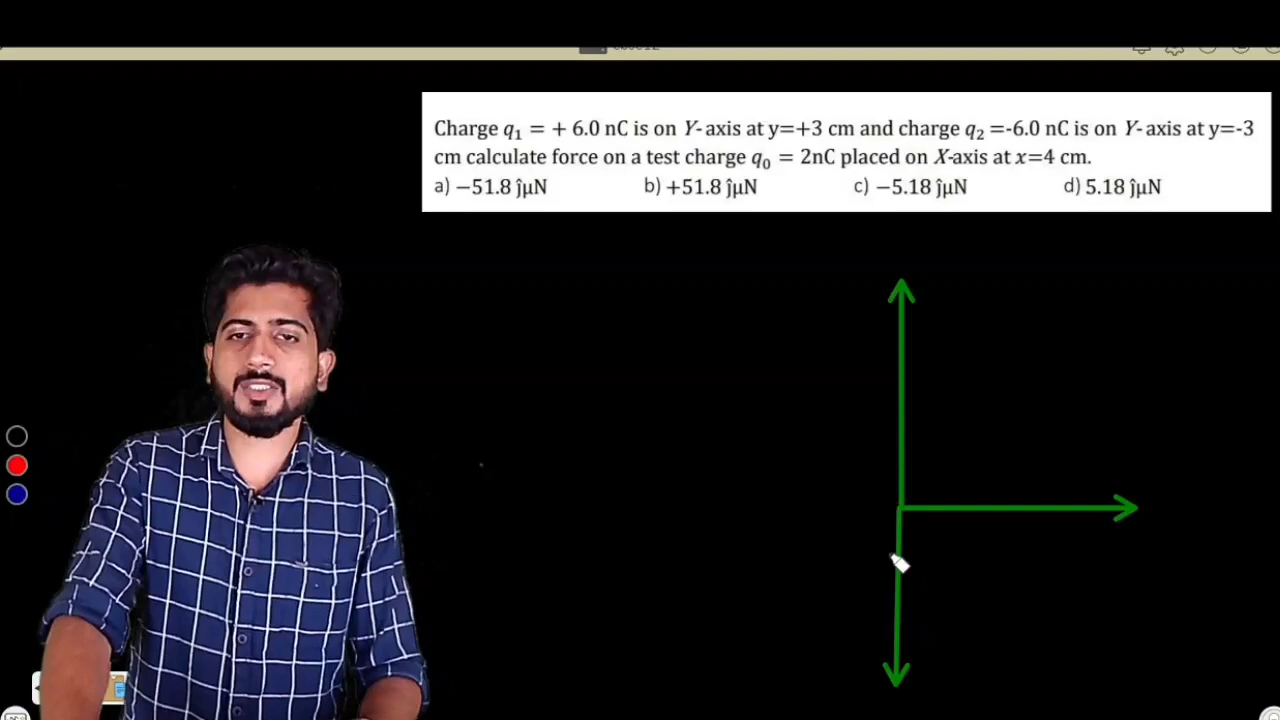 Charge q₁ = + 6.0 nC is on Y-axis at y=+3 cm and charge q₂ =-6.0 nC is on Y-axis at y=-3
cm calculate force on a test charge q₀ = 2nC placed on X-axis at x=4 cm.
a) −51.8 ĵµN b) +51.8 ĵµN c) −5.18 ĵµN d) 5.18 ĵµN